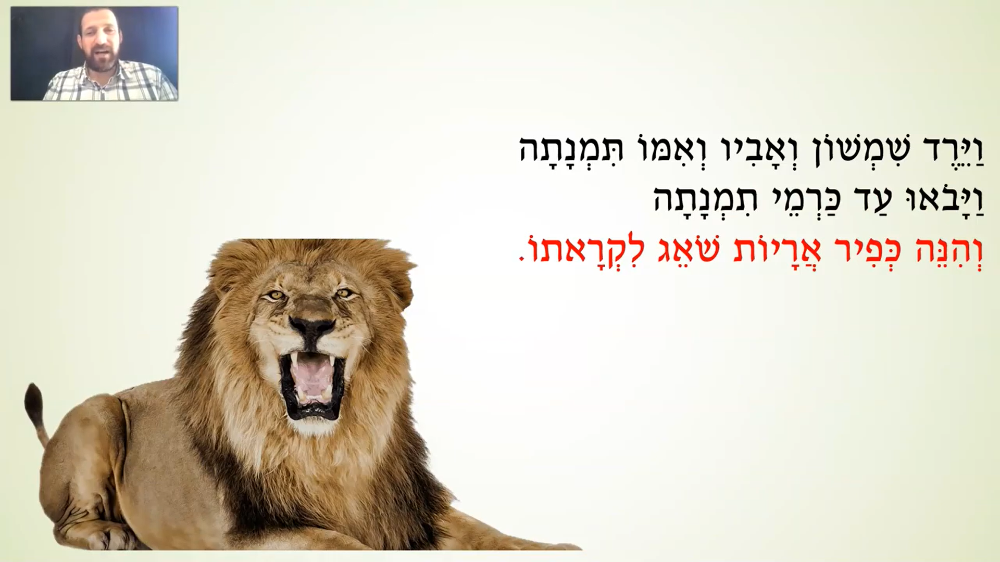 וַיֵּרֶד שִׁמְשׁוֹן וְאָבִיו וְאִמּוֹ תִּמְנָתָה
וַיָּבֹאוּ עַד כַּרְמֵי תִמְנָתָה
וְהִנֵּה כְּפִיר אֲרָיוֹת שֹׁאֵג לִקְרָאתוֹ.